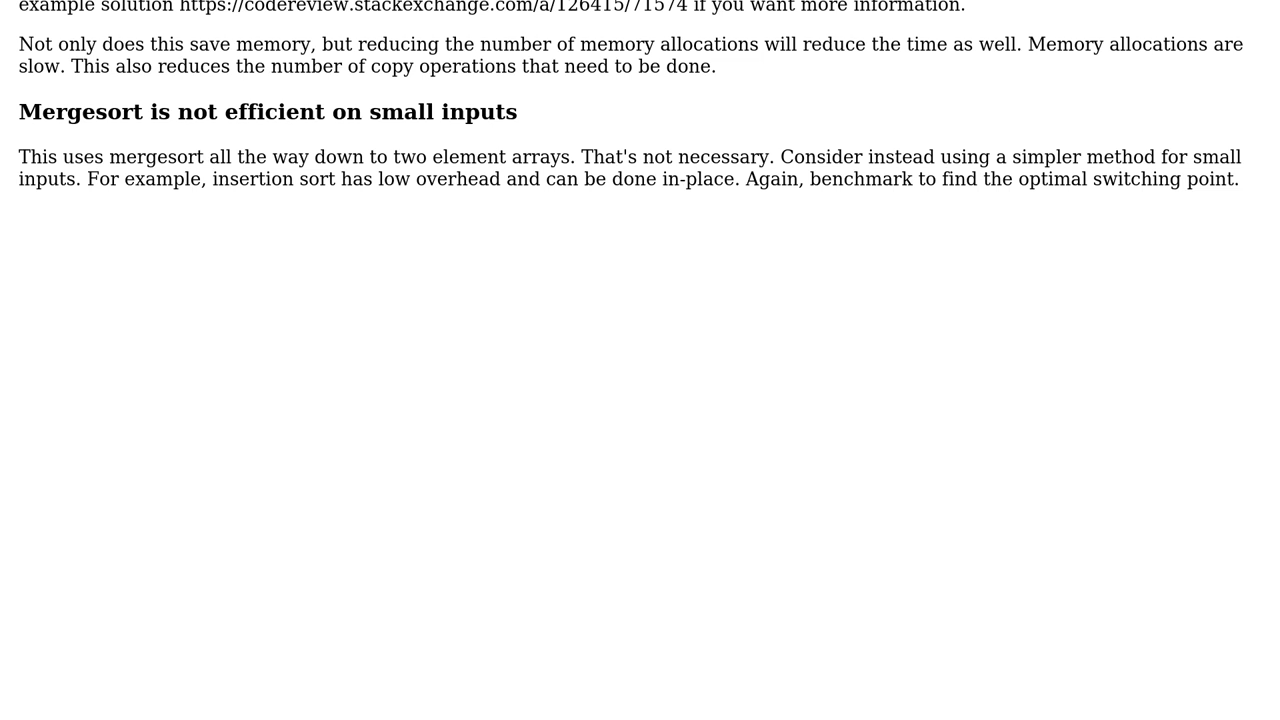 example solution https://codereview.stackexchange.com/a/126415/71574 if you want more information.
Not only does this save memory, but reducing the number of memory allocations will reduce the time as well. Memory allocations are
slow. This also reduces the number of copy operations that need to be done.
Mergesort is not efficient on small inputs
This uses mergesort all the way down to two element arrays. That's not necessary. Consider instead using a simpler method for small
inputs. For example, insertion sort has low overhead and can be done in-place. Again, benchmark to find the optimal switching point.